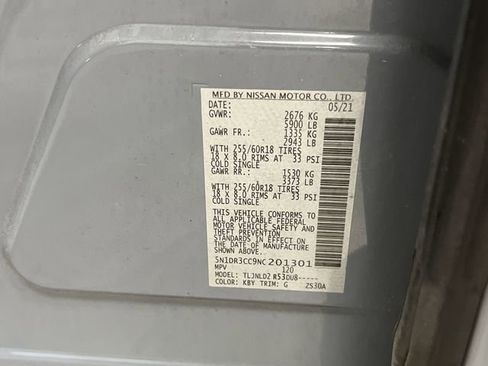 MFD BY NISSAN MOTOR CO., LTD.
DATE: 05/21
GVWR: 2676 KG
5900 LB
GAWR FR.: 1335 KG
2943 LB
WITH 255/60R18 TIRES
18 x 8.0 RIMS AT 33 PSI
COLD SINGLE
GAWR RR.: 1530 KG
3373 LB
WITH 255/60R18 TIRES
18 x 8.0 RIMS AT 33 PSI
COLD SINGLE
THIS VEHICLE CONFORMS TO
ALL APPLICABLE FEDERAL
MOTOR VEHICLE SAFETY AND
THEFT PREVENTION
STANDARDS IN EFFECT ON THE
DATE OF MANUFACTURE
5N1DR3CC9NC201301
MPV 120
MODEL: TLJNLD2 R53DU8-----
COLOR: KBY TRIM: G ZS30A